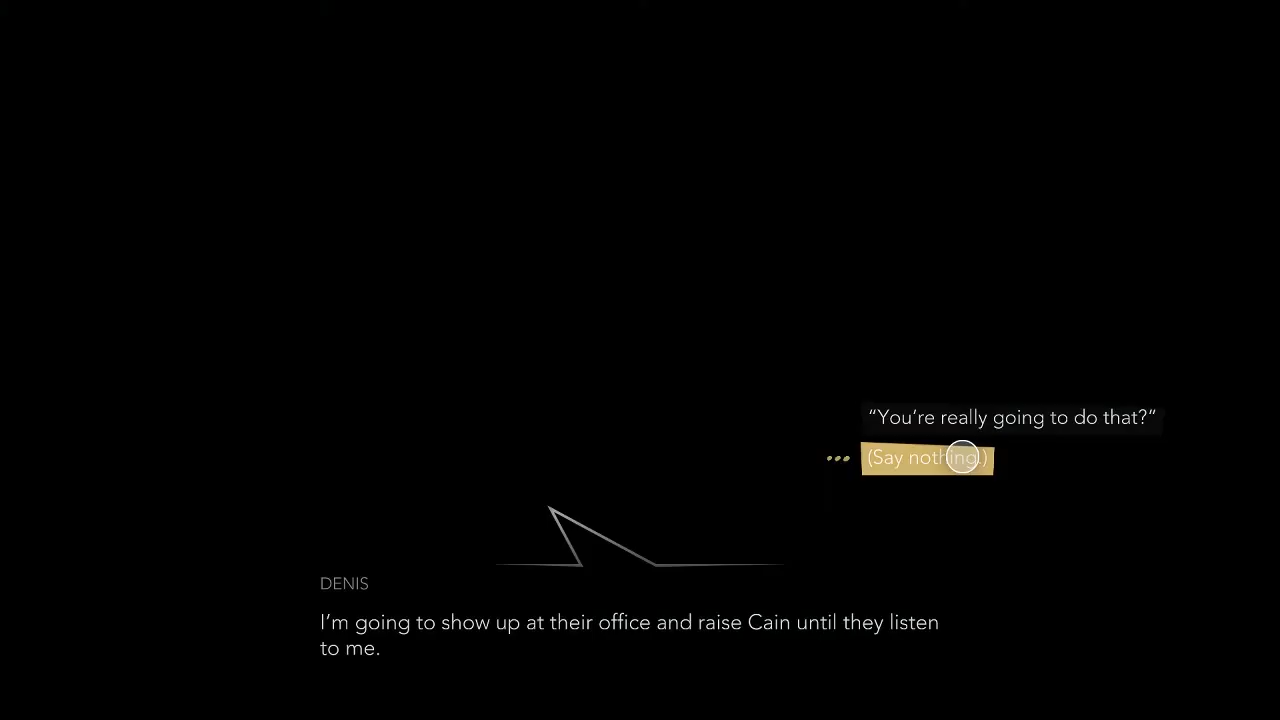 “You’re really going to do that?“
(Say nothing.)
DENIS
I’m going to show up at their office and raise Cain until they listen
to me.